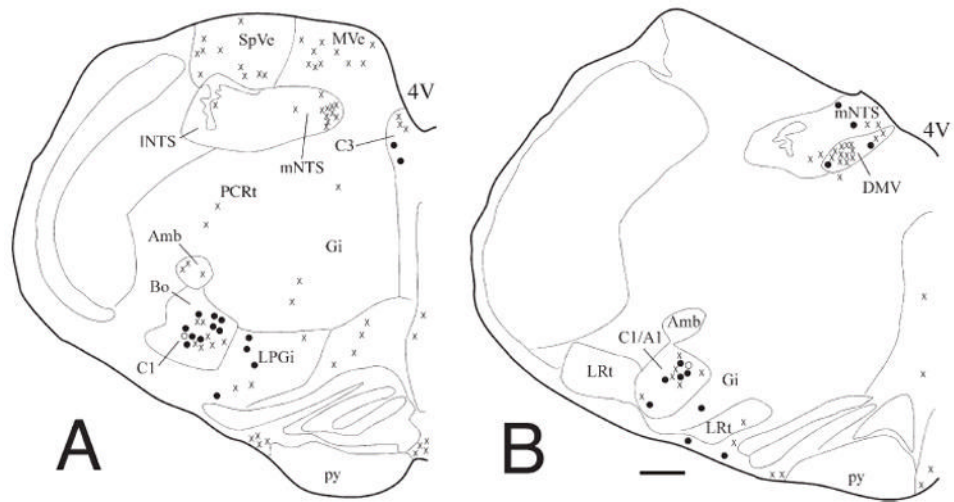 SpVe
MVe
4V
lNTS
mNTS
C3
PCRt
Gi
Amb
Bo
C1
LPGi
A
py
mNTS
4V
DMV
Amb
C1/A1
LRt
Gi
LRt
B
py